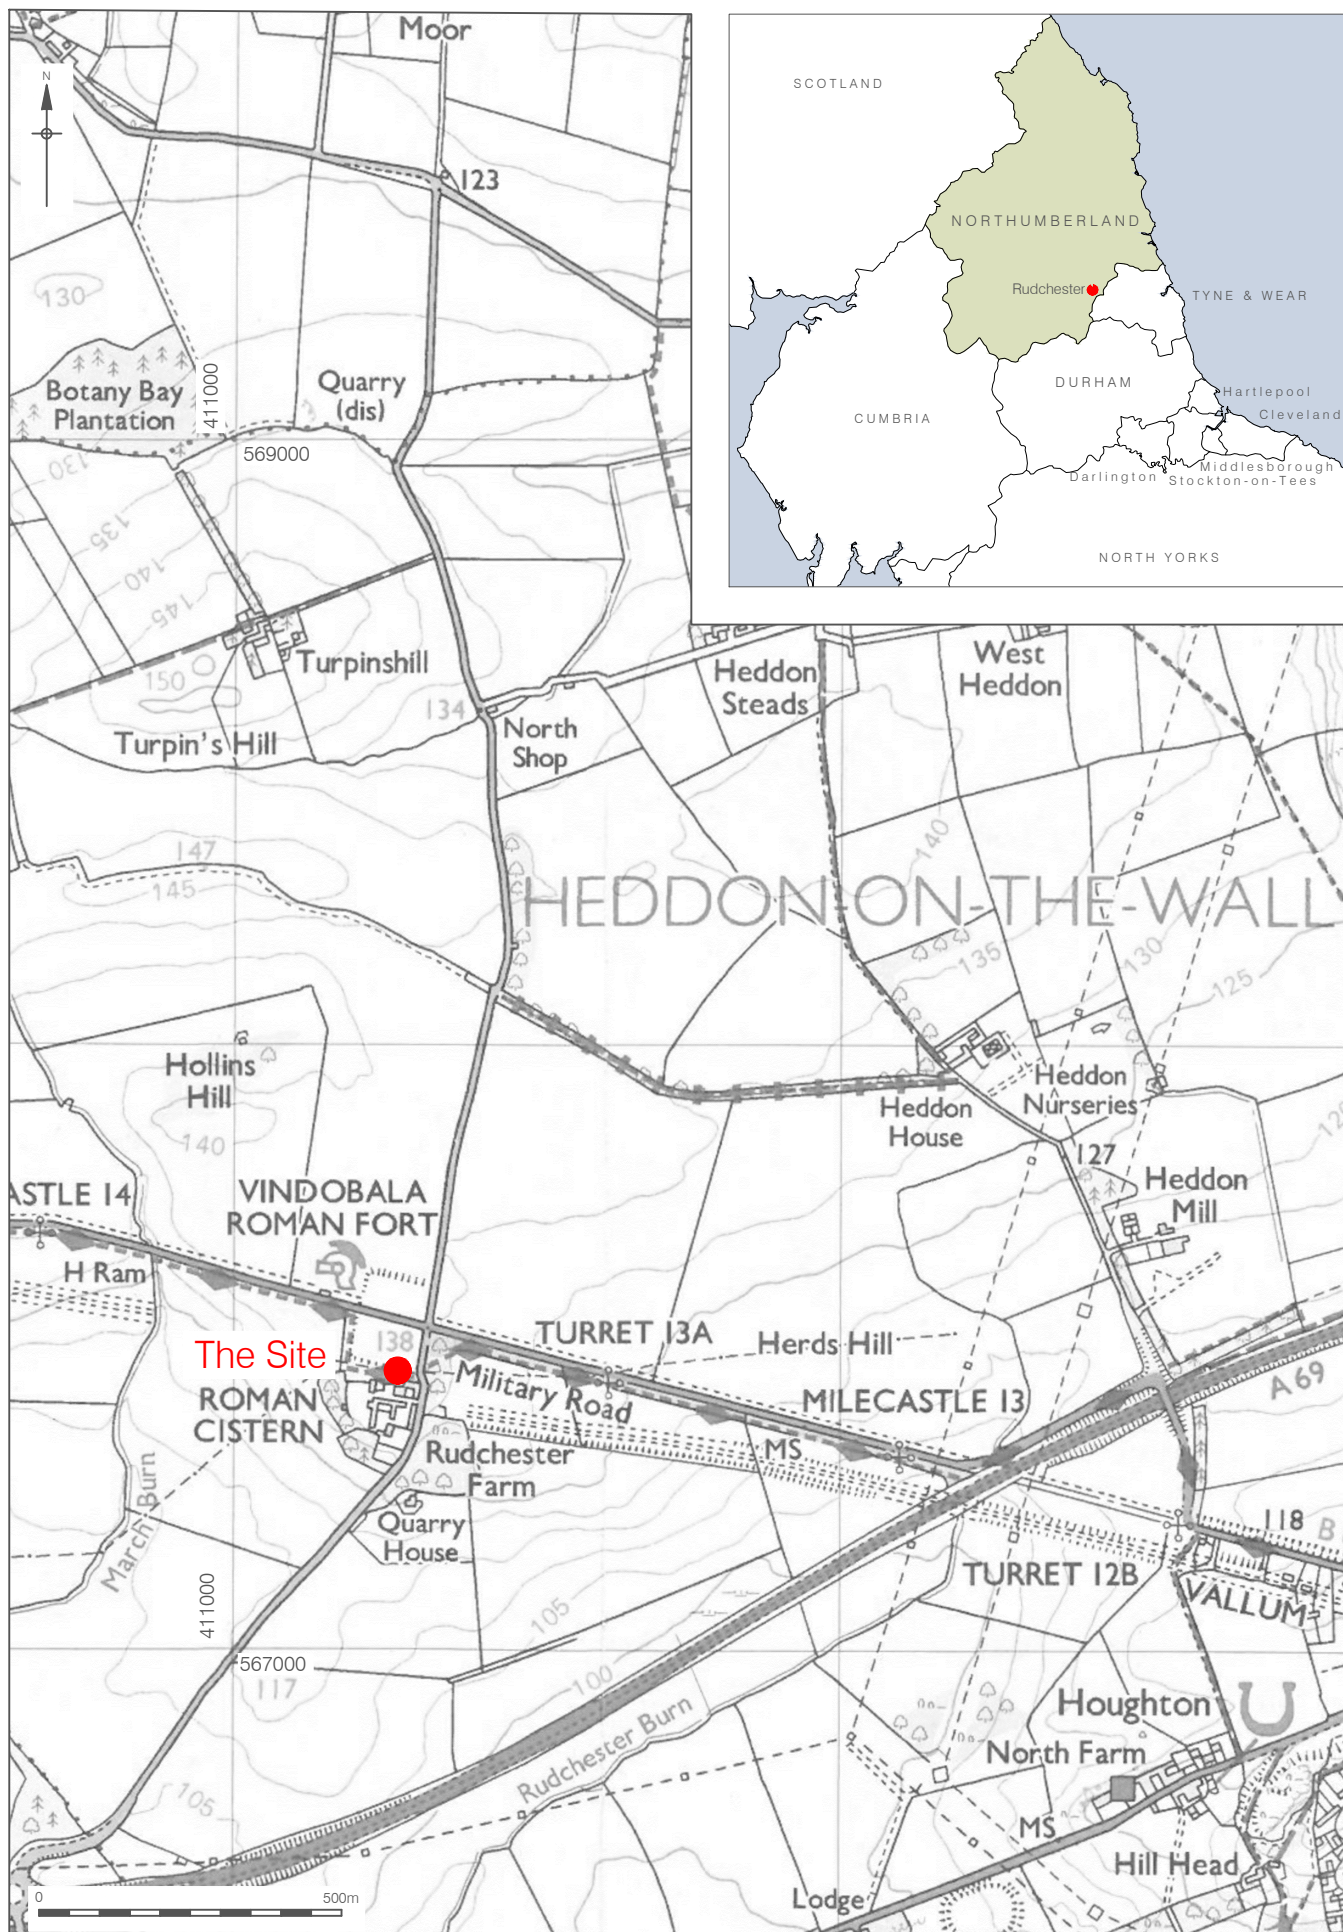 Moor
N
123
130
Botany Bay
Plantation
411000
Quarry
(dis)
569000
130
135
140
145
150
Turpinshill
134
Turpin's Hill
North
Shop
Heddon
Steads
West
Heddon
147
145
140
HEDDON-ON-THE-WALL
135
130
125
Hollins
Hill
140
Heddon
Nurseries
Heddon
House
127
Heddon
Mill
ASTLE 14
VINDOBALA
ROMAN FORT
H Ram
The Site
138
TURRET 13A
Herds Hill
Military Road
MILECASTLE 13
A 69
ROMAN
CISTERN
MS
Rudchester
Farm
March Burn
Quarry
House
118
B
TURRET 12B
VALLUM
411000
567000
117
105
100
Rudchester Burn
105
Houghton
North Farm
MS
Hill Head
Lodge
0
500m
SCOTLAND
NORTHUMBERLAND
Rudchester
TYNE & WEAR
DURHAM
Hartlepool
Cleveland
CUMBRIA
Middlesborough
Darlington
Stockton-on-Tees
NORTH YORKS